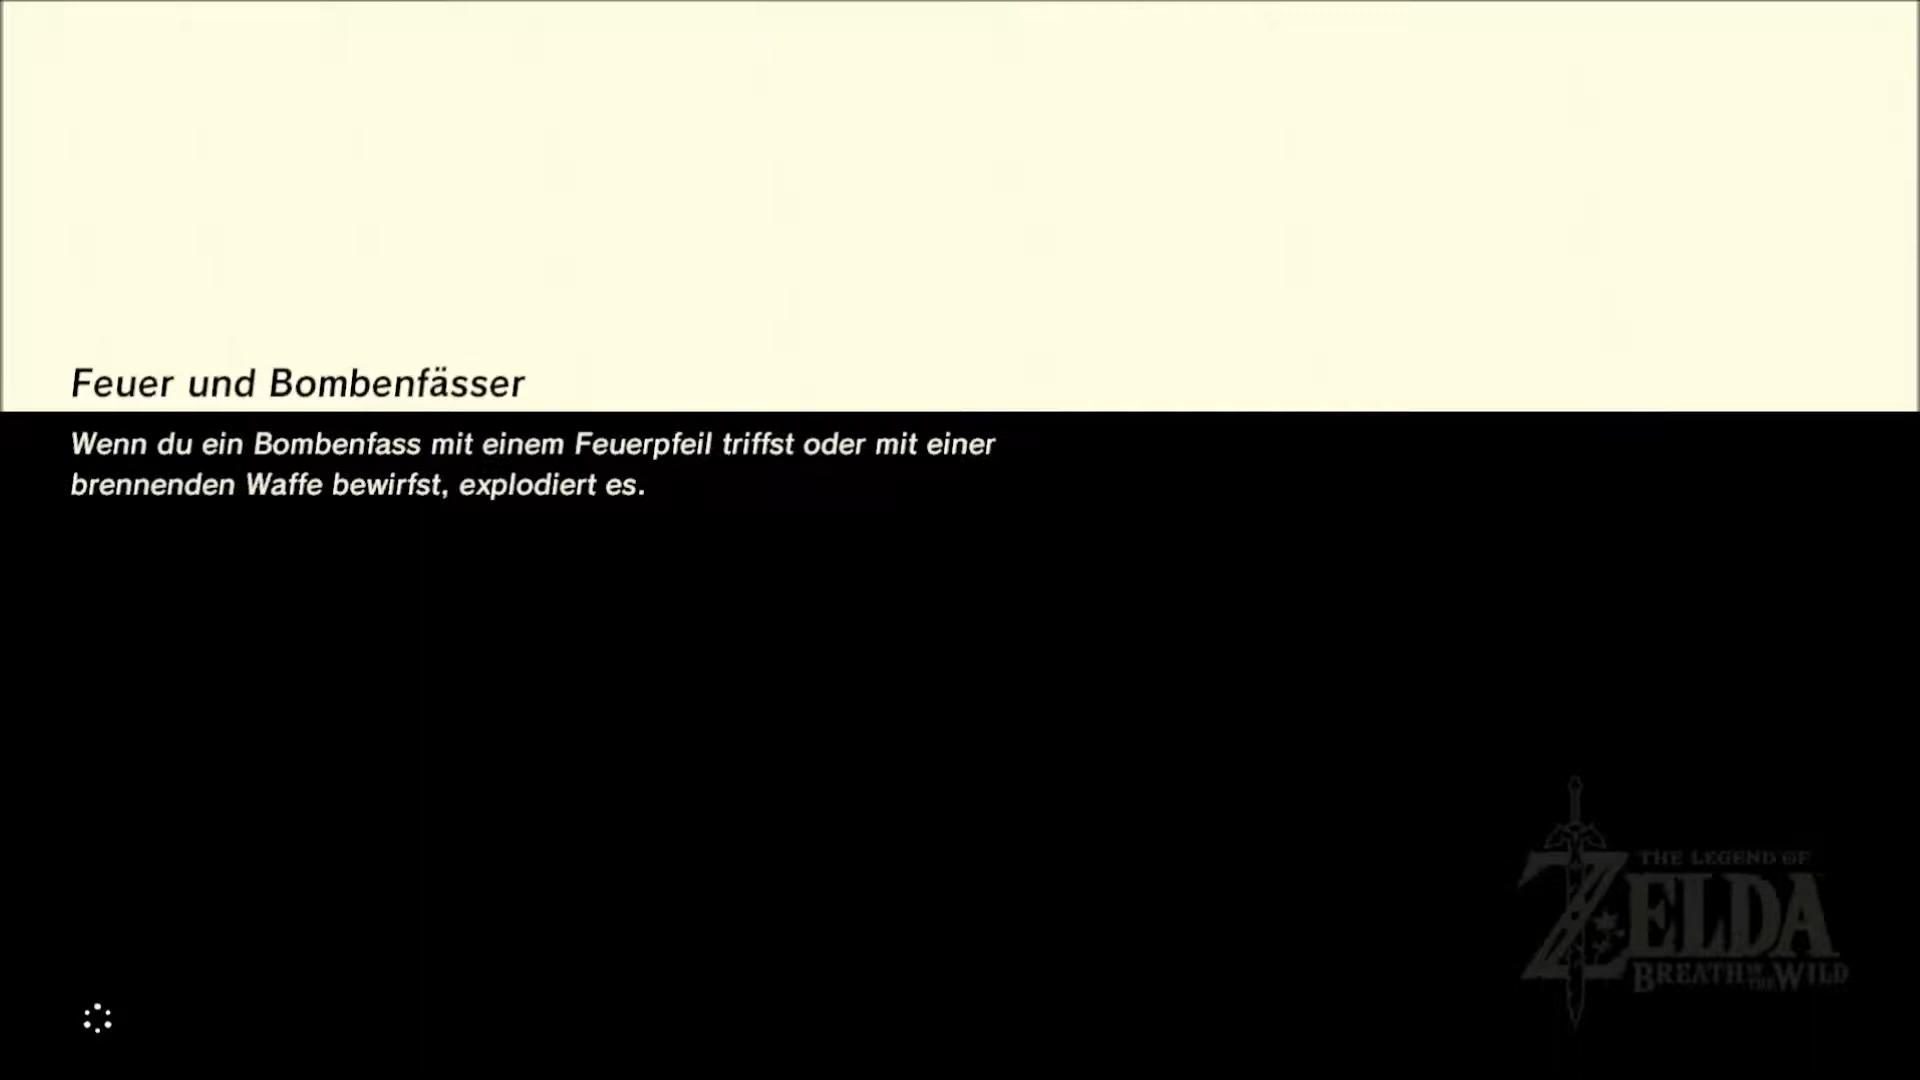 Feuer und Bombenfässer
Wenn du ein Bombenfass mit einem Feuerpfeil triffst oder mit einer
brennenden Waffe bewirfst, explodiert es.
THE LEGEND OF
ZELDA
BREATH OF THE WILD